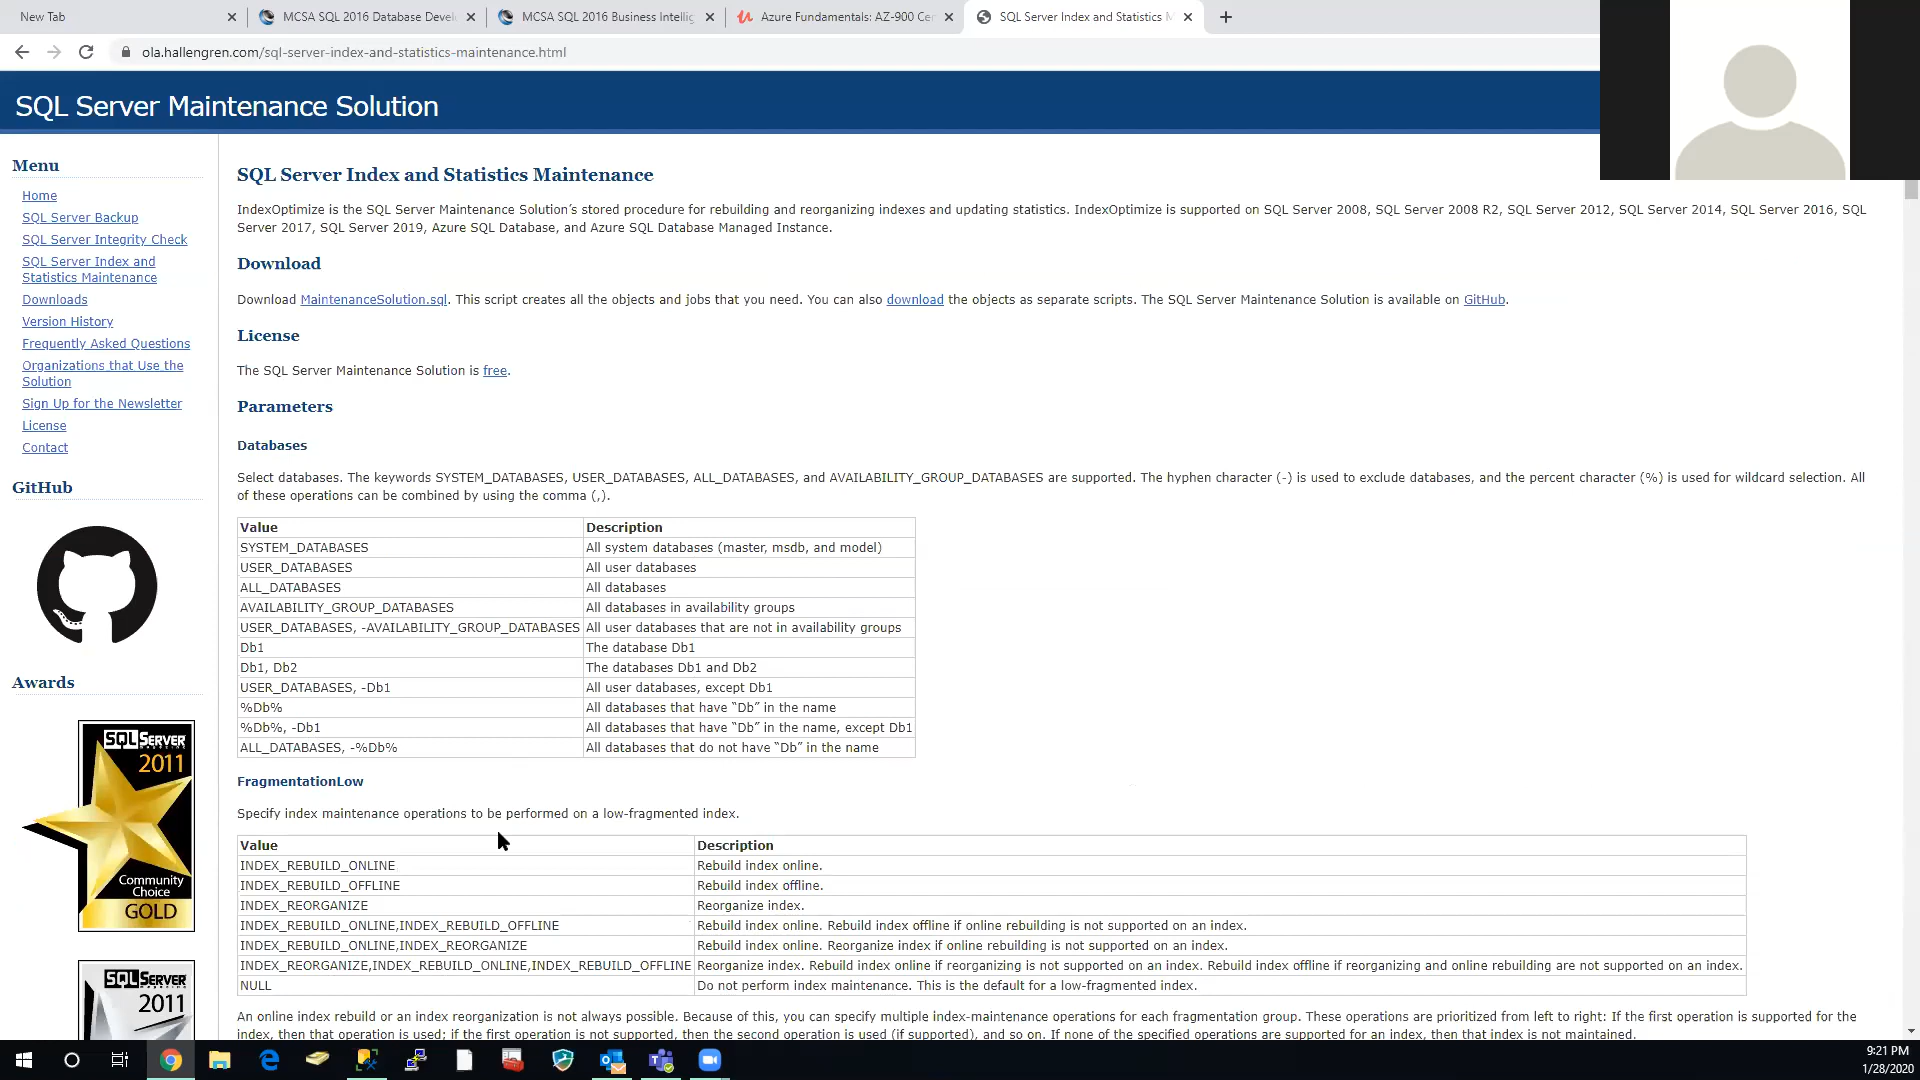 New Tab
MCSA SQL 2016 Database Devel
MCSA SQL 2016 Business Intellig
Azure Fundamentals: AZ-900 Cer
SQL Server Index and Statistics M
ola.hallengren.com/sql-server-index-and-statistics-maintenance.html
SQL Server Maintenance Solution
Menu
Home
SQL Server Backup
SQL Server Integrity Check
SQL Server Index and
Statistics Maintenance
Downloads
Version History
Frequently Asked Questions
Organizations that Use the
Solution
Sign Up for the Newsletter
License
Contact
GitHub
Awards
SQL SERVER
2011
Community
Choice
GOLD
SQL SERVER
2011
SQL Server Index and Statistics Maintenance
IndexOptimize is the SQL Server Maintenance Solution’s stored procedure for rebuilding and reorganizing indexes and updating statistics. IndexOptimize is supported on SQL Server 2008, SQL Server 2008 R2, SQL Server 2012, SQL Server 2014, SQL Server 2016, SQL
Server 2017, SQL Server 2019, Azure SQL Database, and Azure SQL Database Managed Instance.
Download
Download MaintenanceSolution.sql. This script creates all the objects and jobs that you need. You can also download the objects as separate scripts. The SQL Server Maintenance Solution is available on GitHub.
License
The SQL Server Maintenance Solution is free.
Parameters
Databases
Select databases. The keywords SYSTEM_DATABASES, USER_DATABASES, ALL_DATABASES, and AVAILABILITY_GROUP_DATABASES are supported. The hyphen character (-) is used to exclude databases, and the percent character (%) is used for wildcard selection. All
of these operations can be combined by using the comma (,).
Value Description
SYSTEM_DATABASES All system databases (master, msdb, and model)
USER_DATABASES All user databases
ALL_DATABASES All databases
AVAILABILITY_GROUP_DATABASES All databases in availability groups
USER_DATABASES, -AVAILABILITY_GROUP_DATABASES All user databases that are not in availability groups
Db1 The database Db1
Db1, Db2 The databases Db1 and Db2
USER_DATABASES, -Db1 All user databases, except Db1
%Db% All databases that have “Db” in the name
%Db%, -Db1 All databases that have “Db” in the name, except Db1
ALL_DATABASES, -%Db% All databases that do not have “Db” in the name
FragmentationLow
Specify index maintenance operations to be performed on a low-fragmented index.
Value Description
INDEX_REBUILD_ONLINE Rebuild index online.
INDEX_REBUILD_OFFLINE Rebuild index offline.
INDEX_REORGANIZE Reorganize index.
INDEX_REBUILD_ONLINE,INDEX_REBUILD_OFFLINE Rebuild index online. Rebuild index offline if online rebuilding is not supported on an index.
INDEX_REBUILD_ONLINE,INDEX_REORGANIZE Rebuild index online. Reorganize index if online rebuilding is not supported on an index.
INDEX_REORGANIZE,INDEX_REBUILD_ONLINE,INDEX_REBUILD_OFFLINE Reorganize index. Rebuild index online if reorganizing is not supported on an index. Rebuild index offline if reorganizing and online rebuilding are not supported on an index.
NULL Do not perform index maintenance. This is the default for a low-fragmented index.
An online index rebuild or an index reorganization is not always possible. Because of this, you can specify multiple index-maintenance operations for each fragmentation group. These operations are prioritized from left to right: If the first operation is supported for the
index, then that operation is used; if the first operation is not supported, then the second operation is used (if supported), and so on. If none of the specified operations are supported for an index, then that index is not maintained.
9:21 PM
1/28/2020